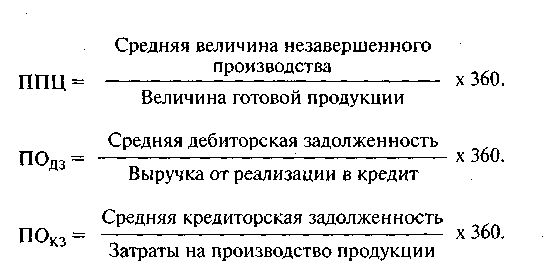 Средняя величина незавершенного
производства
ППЦ = х 360.
Величина готовой продукции
Средняя дебиторская задолженность
ПОдз = х 360.
Выручка от реализации в кредит
Средняя кредиторская задолженность
ПОкз = х 360.
Затраты на производство продукции